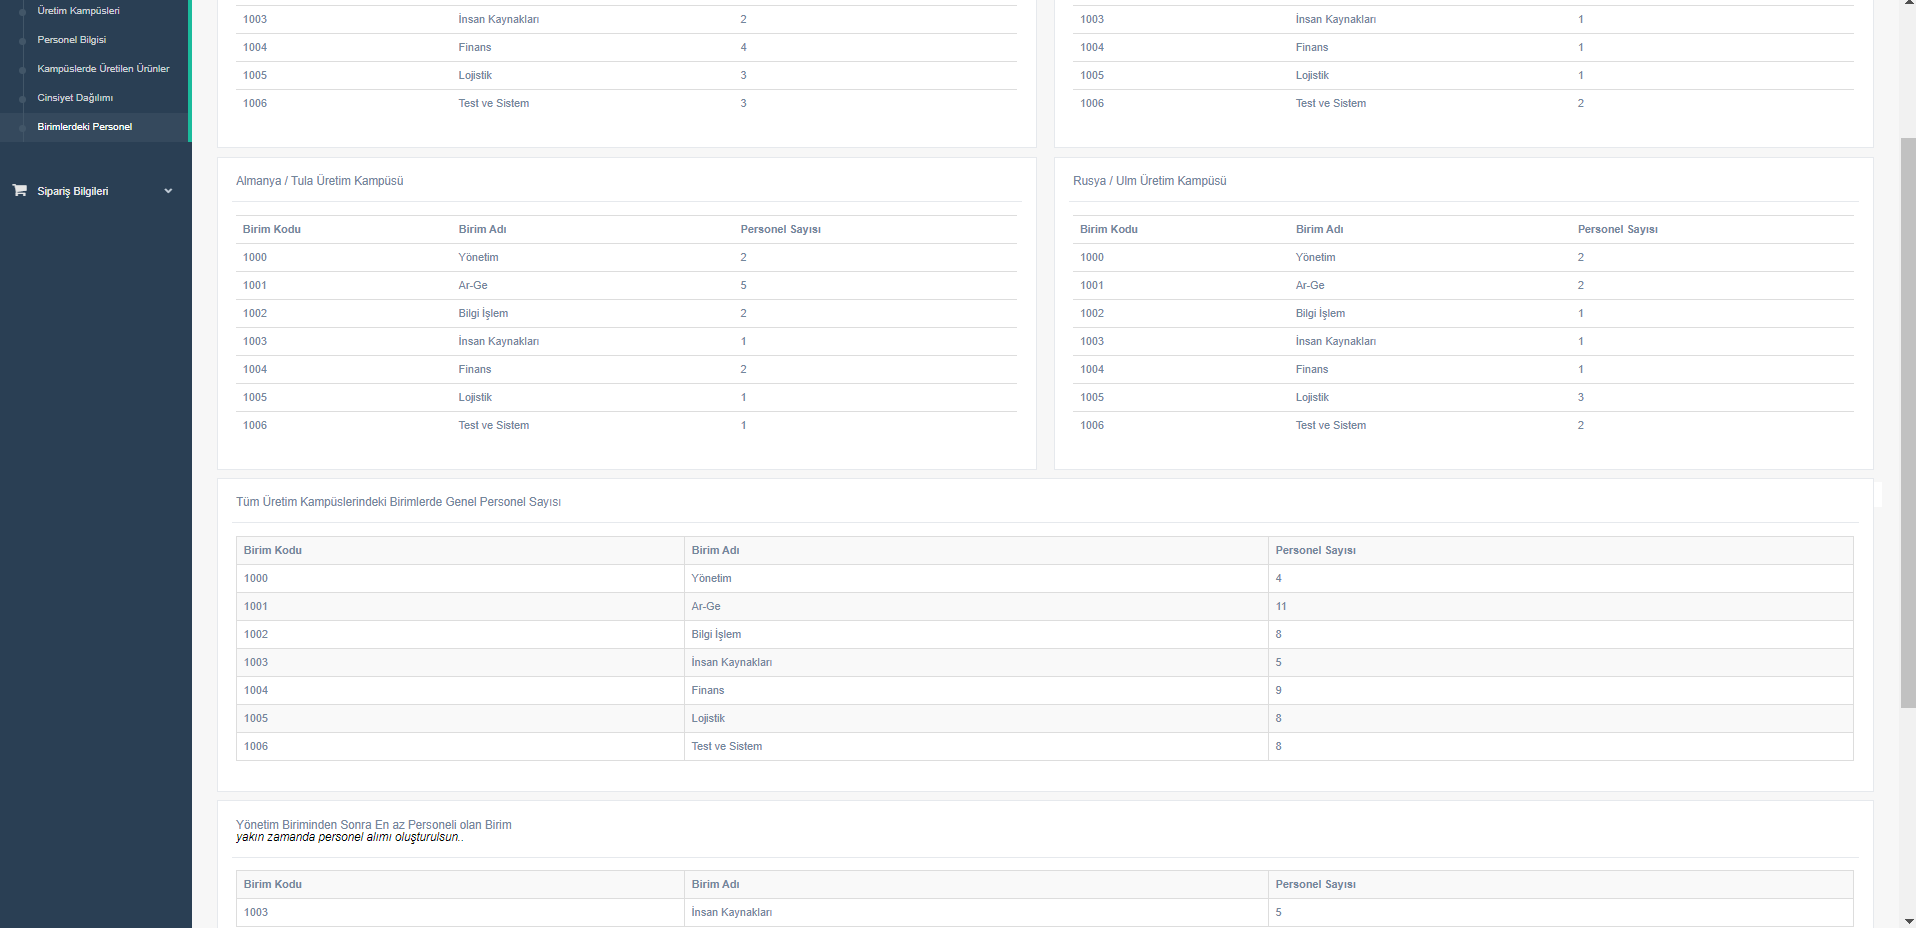 Üretim Kampüsleri
Personel Bilgisi
Kampüslerde Üretilen Ürünler
Cinsiyet Dağılımı
Birimlerdeki Personel
Sipariş Bilgileri
1003 İnsan Kaynakları 2
1004 Finans 4
1005 Lojistik 3
1006 Test ve Sistem 3
1003 İnsan Kaynakları 1
1004 Finans 1
1005 Lojistik 1
1006 Test ve Sistem 2
Almanya / Tula Üretim Kampüsü
Birim Kodu Birim Adı Personel Sayısı
1000 Yönetim 2
1001 Ar-Ge 5
1002 Bilgi İşlem 2
1003 İnsan Kaynakları 1
1004 Finans 2
1005 Lojistik 1
1006 Test ve Sistem 1
Rusya / Ulm Üretim Kampüsü
Birim Kodu Birim Adı Personel Sayısı
1000 Yönetim 2
1001 Ar-Ge 2
1002 Bilgi İşlem 1
1003 İnsan Kaynakları 1
1004 Finans 1
1005 Lojistik 3
1006 Test ve Sistem 2
Tüm Üretim Kampüslerindeki Birimlerde Genel Personel Sayısı
Birim Kodu Birim Adı Personel Sayısı
1000 Yönetim 4
1001 Ar-Ge 11
1002 Bilgi İşlem 8
1003 İnsan Kaynakları 5
1004 Finans 9
1005 Lojistik 8
1006 Test ve Sistem 8
Yönetim Biriminden Sonra En az Personeli olan Birim
yakın zamanda personel alımı oluşturulsun..
Birim Kodu Birim Adı Personel Sayısı
1003 İnsan Kaynakları 5